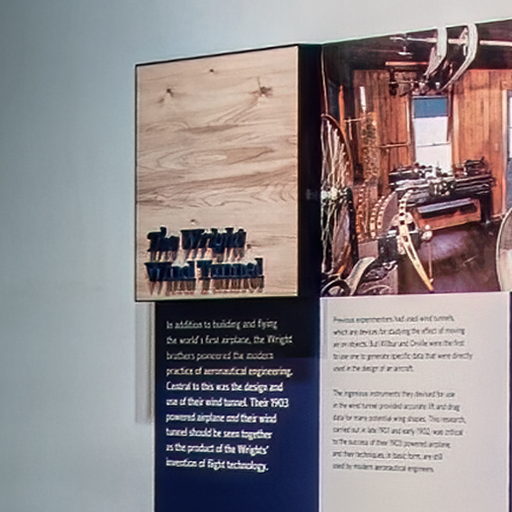 The Wright
Wind Tunnel
In addition to building and flying
the world's first airplane, the Wright
brothers pioneered the modern
practice of aeronautical engineering.
Central to this was the design and
use of their wind tunnel. Their 1903
powered airplane and their wind
tunnel should be seen together
as the product of the Wrights'
invention of flight technology.
Previous experimenters had used wind tunnels,
which are devices for studying the effect of moving
air on objects. But Wilbur and Orville were the first
to use one to generate specific data that were directly
used in the design of an aircraft.
The ingenious instruments they devised for use
in the wind tunnel provided accurate lift and drag
data for many potential wing shapes. This research,
carried out in late 1901 and early 1902, was critical
to the success of their 1903 powered airplane,
and their techniques, in basic form, are still
used by modern aeronautical engineers.